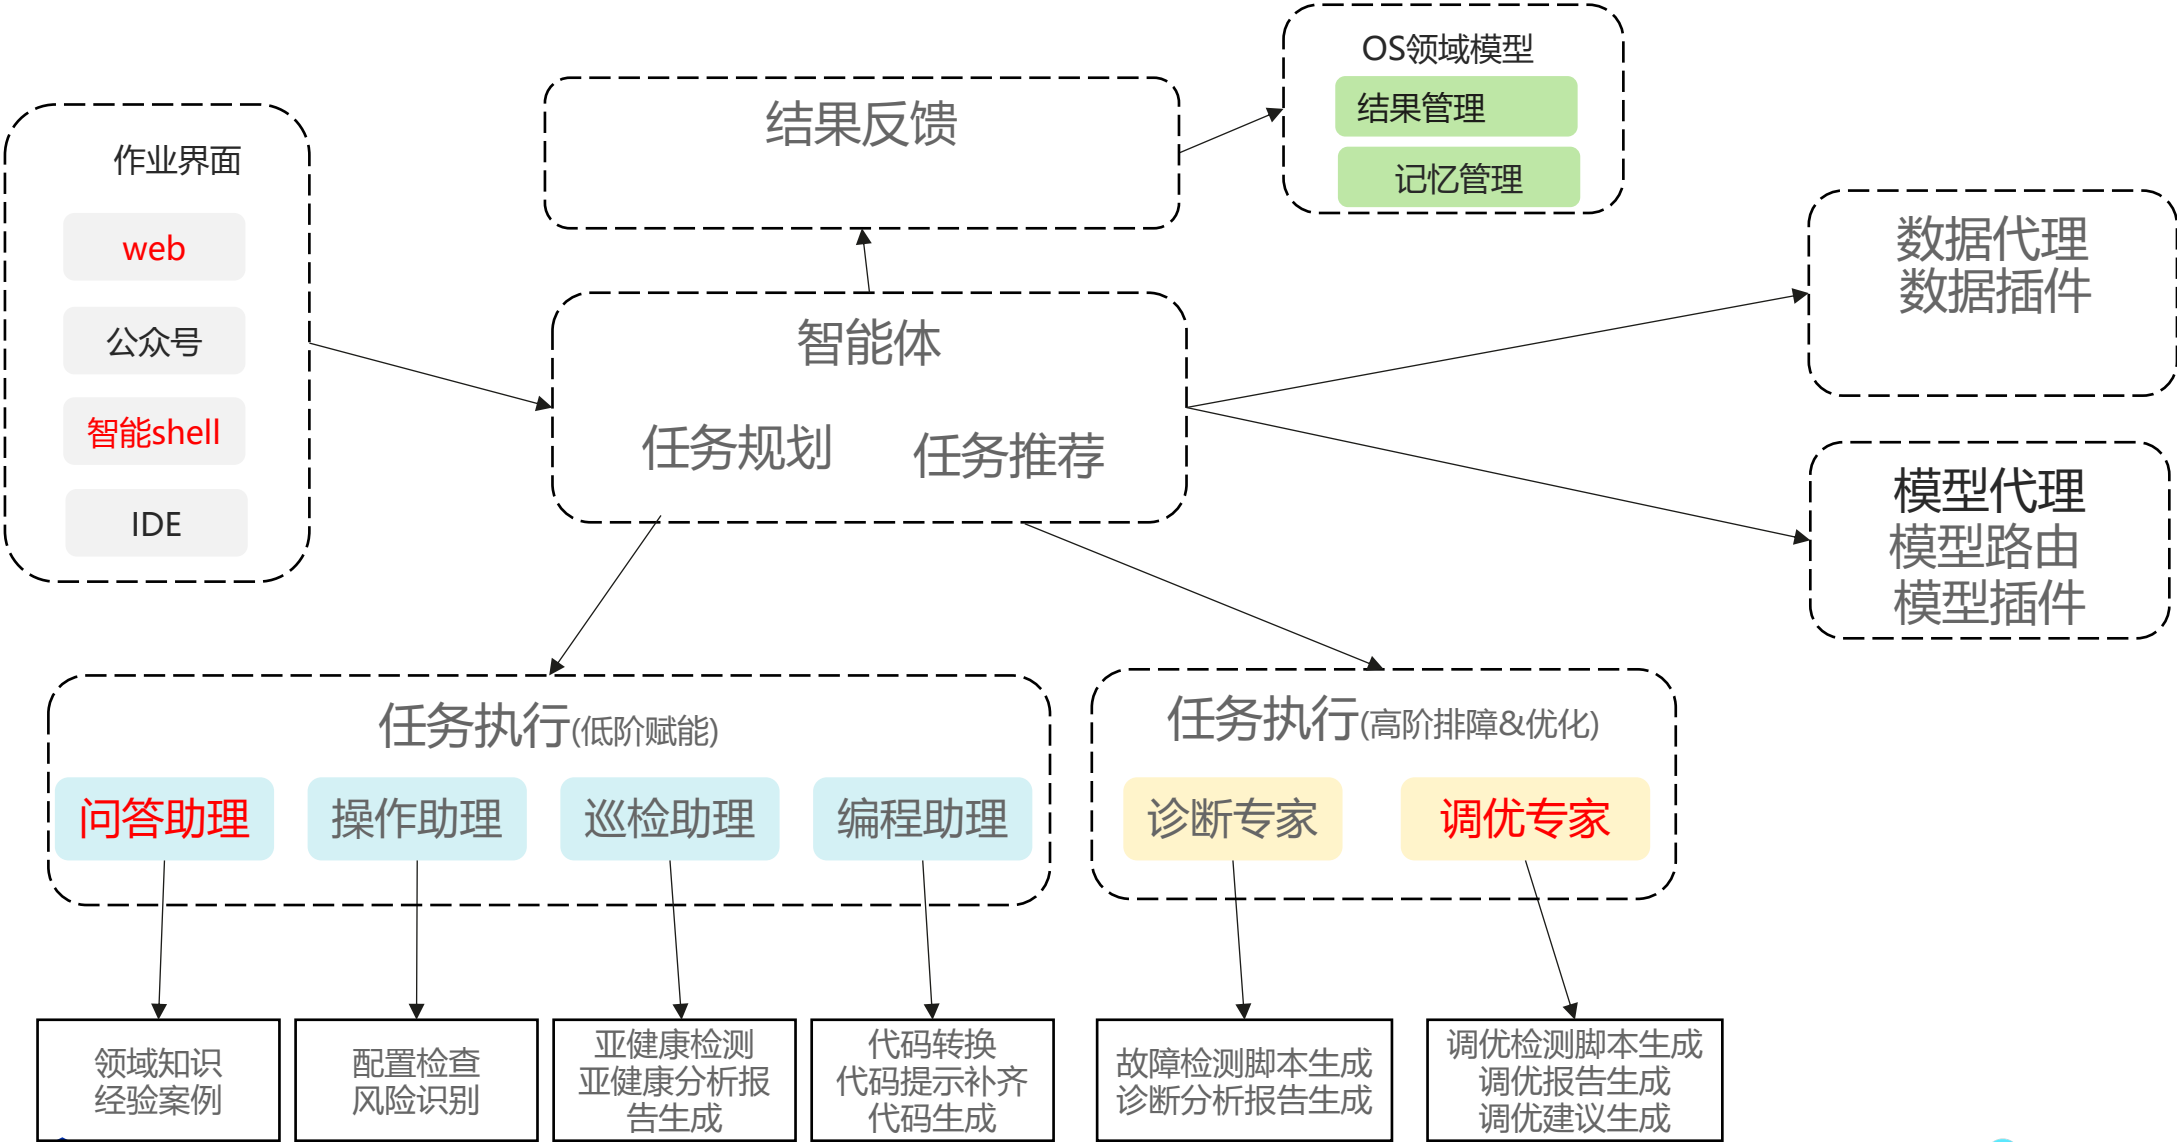 OS领域模型
结果管理
记忆管理
结果反馈
作业界面
web
公众号
智能shell
IDE
智能体
任务规划
任务推荐
数据代理
数据插件
模型代理
模型路由
模型插件
任务执行(低阶赋能)
问答助理
操作助理
巡检助理
编程助理
任务执行(高阶排障&优化)
诊断专家
调优专家
领域知识
经验案例
配置检查
风险识别
亚健康检测
亚健康分析报
告生成
代码转换
代码提示补齐
代码生成
故障检测脚本生成
诊断分析报告生成
调优检测脚本生成
调优报告生成
调优建议生成